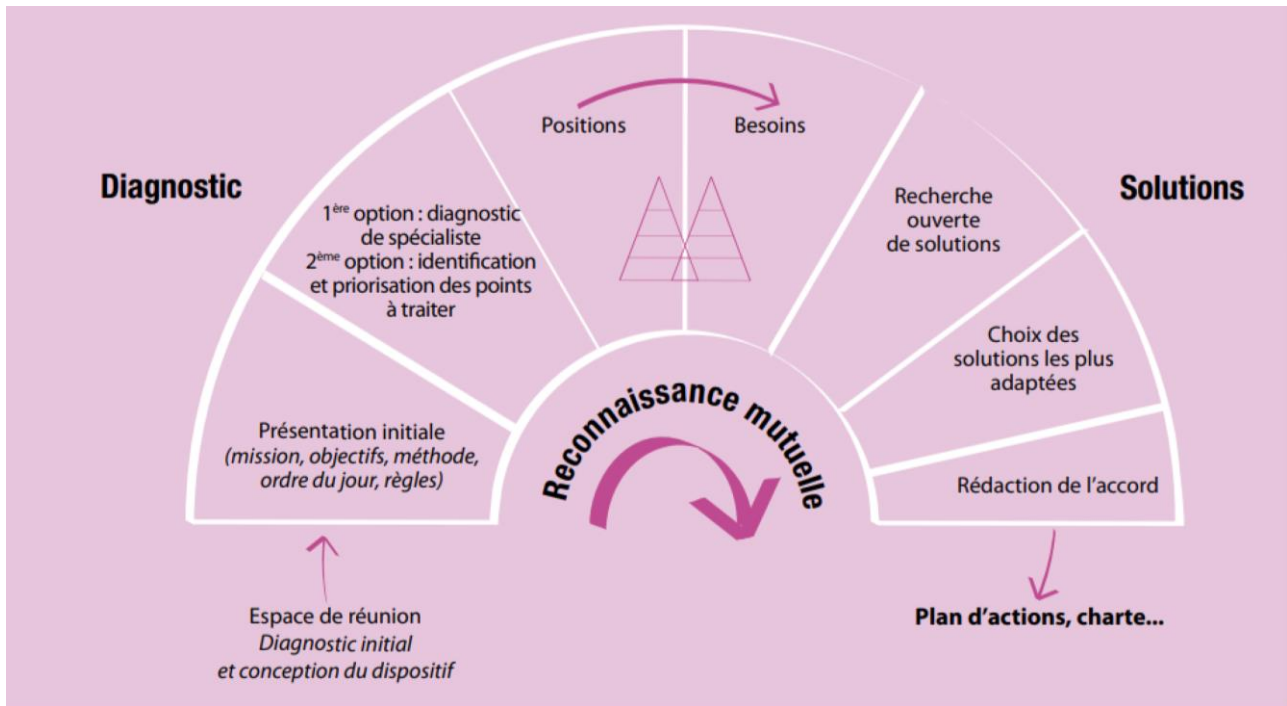 Diagnostic
Solutions
Espace de réunion
Diagnostic initial
et conception du dispositif
Présentation initiale
(mission, objectifs, méthode,
ordre du jour, règles)
1ère option : diagnostic
de spécialiste
2ème option : identification
et priorisation des points
à traiter
Positions
Besoins
Recherche
ouverte
de solutions
Choix des
solutions les plus
adaptées
Rédaction de l’accord
Plan d’actions, charte...
Reconnaissance mutuelle